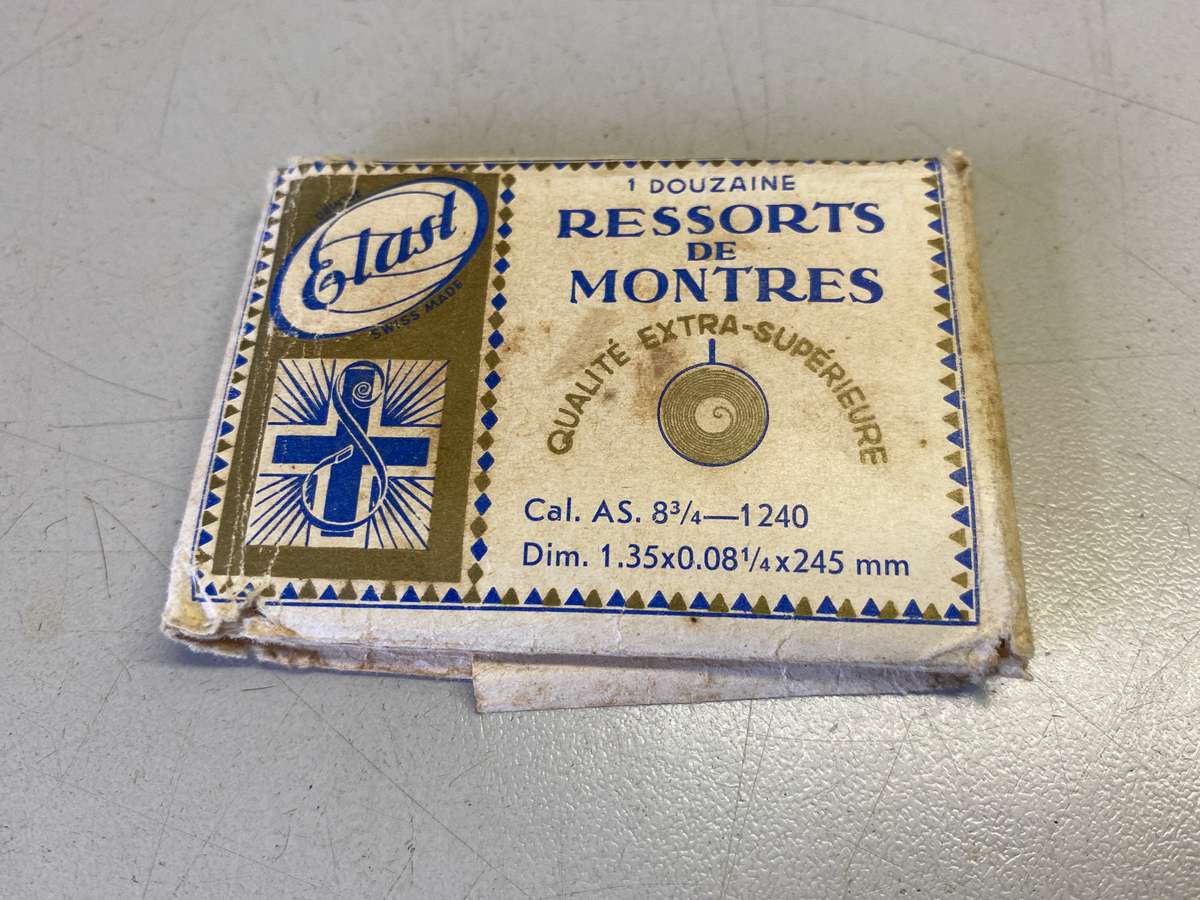 Elast
SWISS MADE
1 DOUZAINE
RESSORTS
DE
MONTRES
QUALITÉ EXTRA-SUPÉRIEURE
Cal. AS. 8¾—1240
Dim. 1.35x0.08¼x245 mm